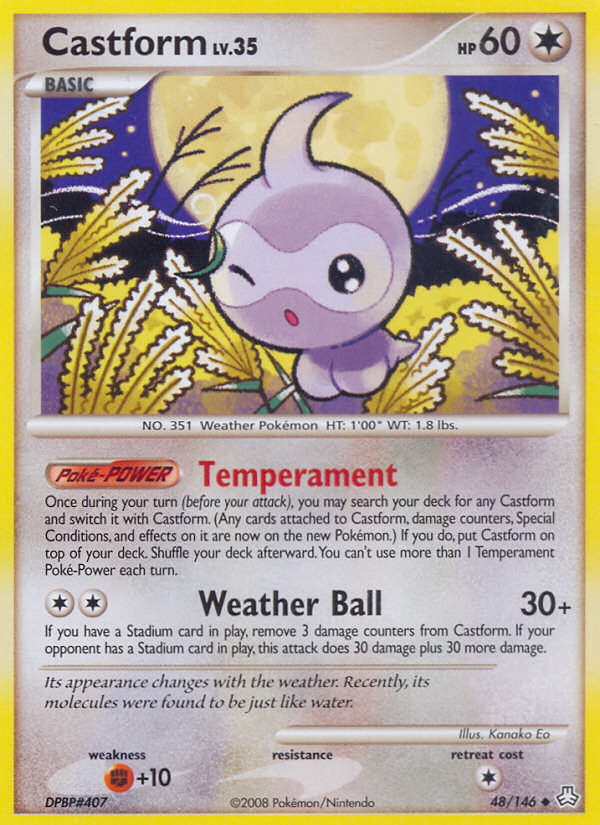 Castform LV.35 HP 60
BASIC
NO. 351 Weather Pokémon HT: 1'00" WT: 1.8 lbs.
Poké-POWER Temperament
Once during your turn (before your attack), you may search your deck for any Castform
and switch it with Castform. (Any cards attached to Castform, damage counters, Special
Conditions, and effects on it are now on the new Pokémon.) If you do, put Castform on
top of your deck. Shuffle your deck afterward. You can't use more than 1 Temperament
Poké-Power each turn.
Weather Ball 30+
If you have a Stadium card in play, remove 3 damage counters from Castform. If your
opponent has a Stadium card in play, this attack does 30 damage plus 30 more damage.
Its appearance changes with the weather. Recently, its
molecules were found to be just like water.
Illus. Kanako Eo
weakness resistance retreat cost
+10
DPBP#407 ©2008 Pokémon/Nintendo 48/146